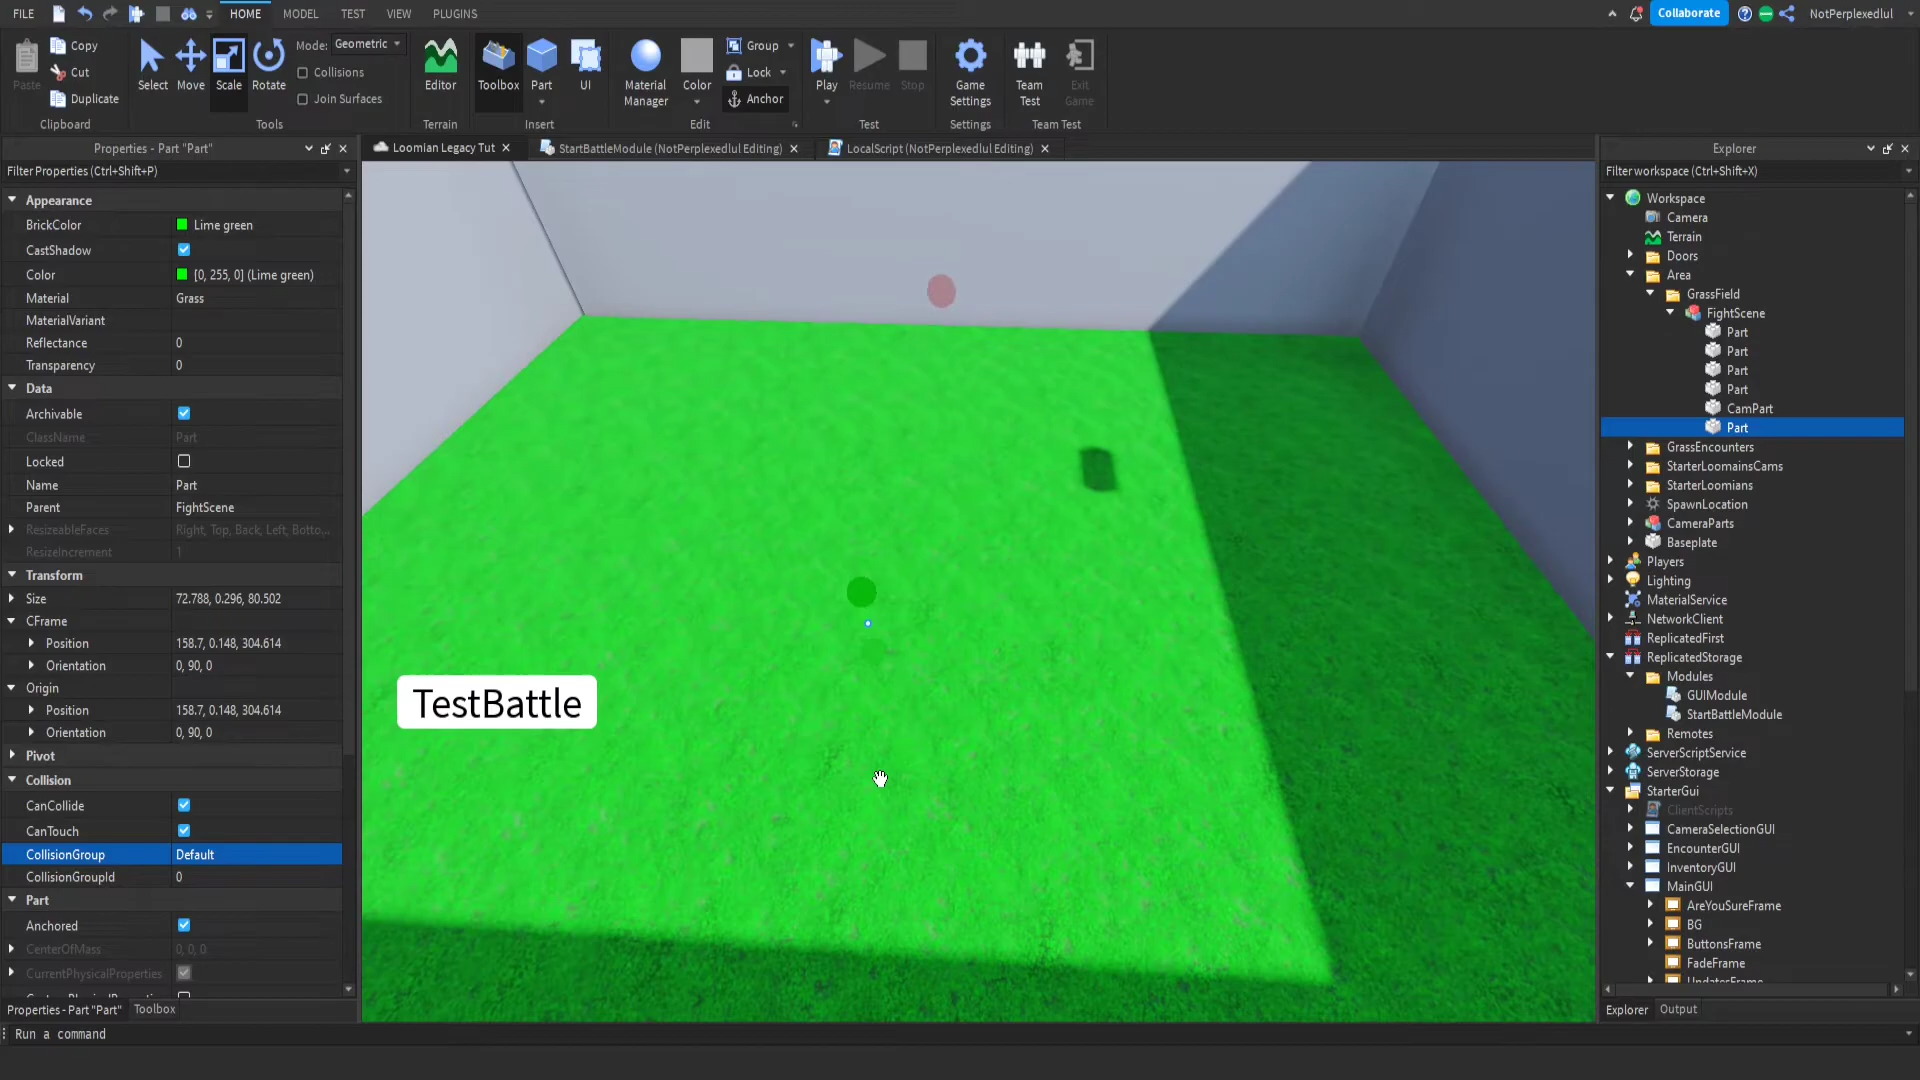 FILE HOME MODEL TEST VIEW PLUGINS Collaborate NotPerplexedlul
Paste Copy Cut Duplicate Clipboard
Select Move Scale Rotate Mode: Geometric Collisions Join Surfaces Tools
Editor Terrain
Toolbox Part UI Insert
Material Manager Color Group Lock Anchor Edit
Play Resume Stop Test
Game Settings Settings
Team Test Exit Game Team Test
Properties - Part "Part"
Filter Properties (Ctrl+Shift+P)
Appearance
BrickColor Lime green
CastShadow
Color [0, 255, 0] (Lime green)
Material Grass
MaterialVariant
Reflectance 0
Transparency 0
Data
Archivable
ClassName Part
Locked
Name Part
Parent FightScene
ResizeableFaces Right, Top, Back, Left, Botto...
ResizeIncrement 1
Transform
Size 72.788, 0.296, 80.502
CFrame
Position 158.7, 0.148, 304.614
Orientation 0, 90, 0
Origin
Position 158.7, 0.148, 304.614
Orientation 0, 90, 0
Pivot
Collision
CanCollide
CanTouch
CollisionGroup Default
CollisionGroupId 0
Part
Anchored
CenterOfMass 0, 0, 0
CurrentPhysicalProperties
Properties - Part "Part" Toolbox
Run a command
Loomian Legacy Tut StartBattleModule (NotPerplexedlul Editing) LocalScript (NotPerplexedlul Editing)
TestBattle
Explorer
Filter workspace (Ctrl+Shift+X)
Workspace
Camera
Terrain
Doors
Area
GrassField
FightScene
Part
Part
Part
Part
CamPart
Part
GrassEncounters
StarterLoomainsCams
StarterLoomians
SpawnLocation
CameraParts
Baseplate
Players
Lighting
MaterialService
NetworkClient
ReplicatedFirst
ReplicatedStorage
Modules
GUIModule
StartBattleModule
Remotes
ServerScriptService
ServerStorage
StarterGui
ClientScripts
CameraSelectionGUI
EncounterGUI
InventoryGUI
MainGUI
AreYouSureFrame
BG
ButtonsFrame
FadeFrame
UpdatesFrame
Explorer Output